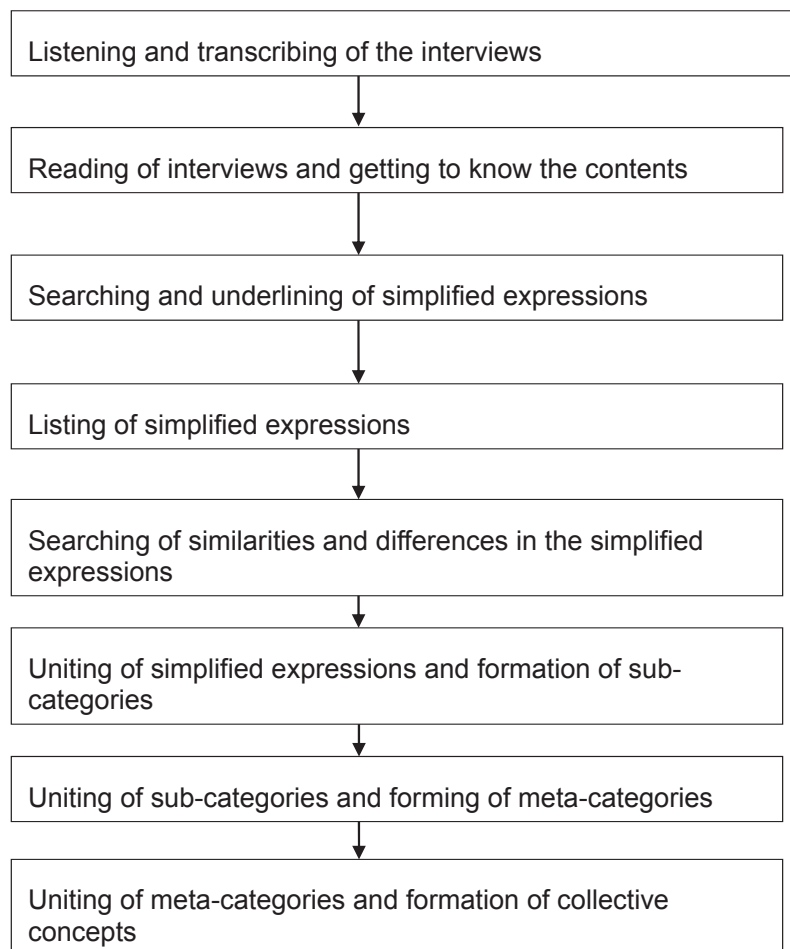 Listening and transcribing of the interviews
Reading of interviews and getting to know the contents
Searching and underlining of simplified expressions
Listing of simplified expressions
Searching of similarities and differences in the simplified
expressions
Uniting of simplified expressions and formation of sub-
categories
Uniting of sub-categories and forming of meta-categories
Uniting of meta-categories and formation of collective
concepts